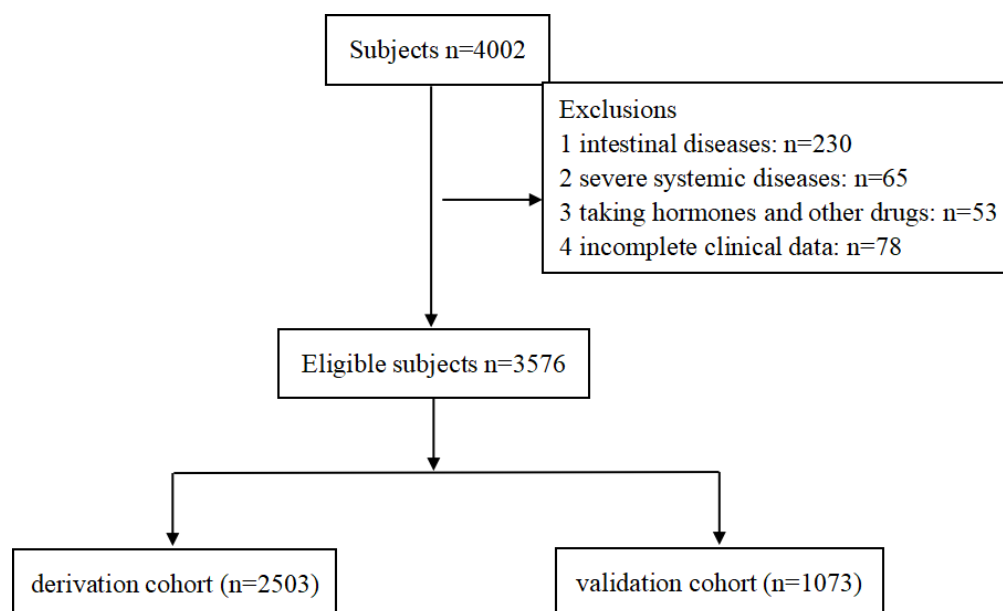 Subjects n=4002
Exclusions
1 intestinal diseases: n=230
2 severe systemic diseases: n=65
3 taking hormones and other drugs: n=53
4 incomplete clinical data: n=78
Eligible subjects n=3576
derivation cohort (n=2503)
validation cohort (n=1073)